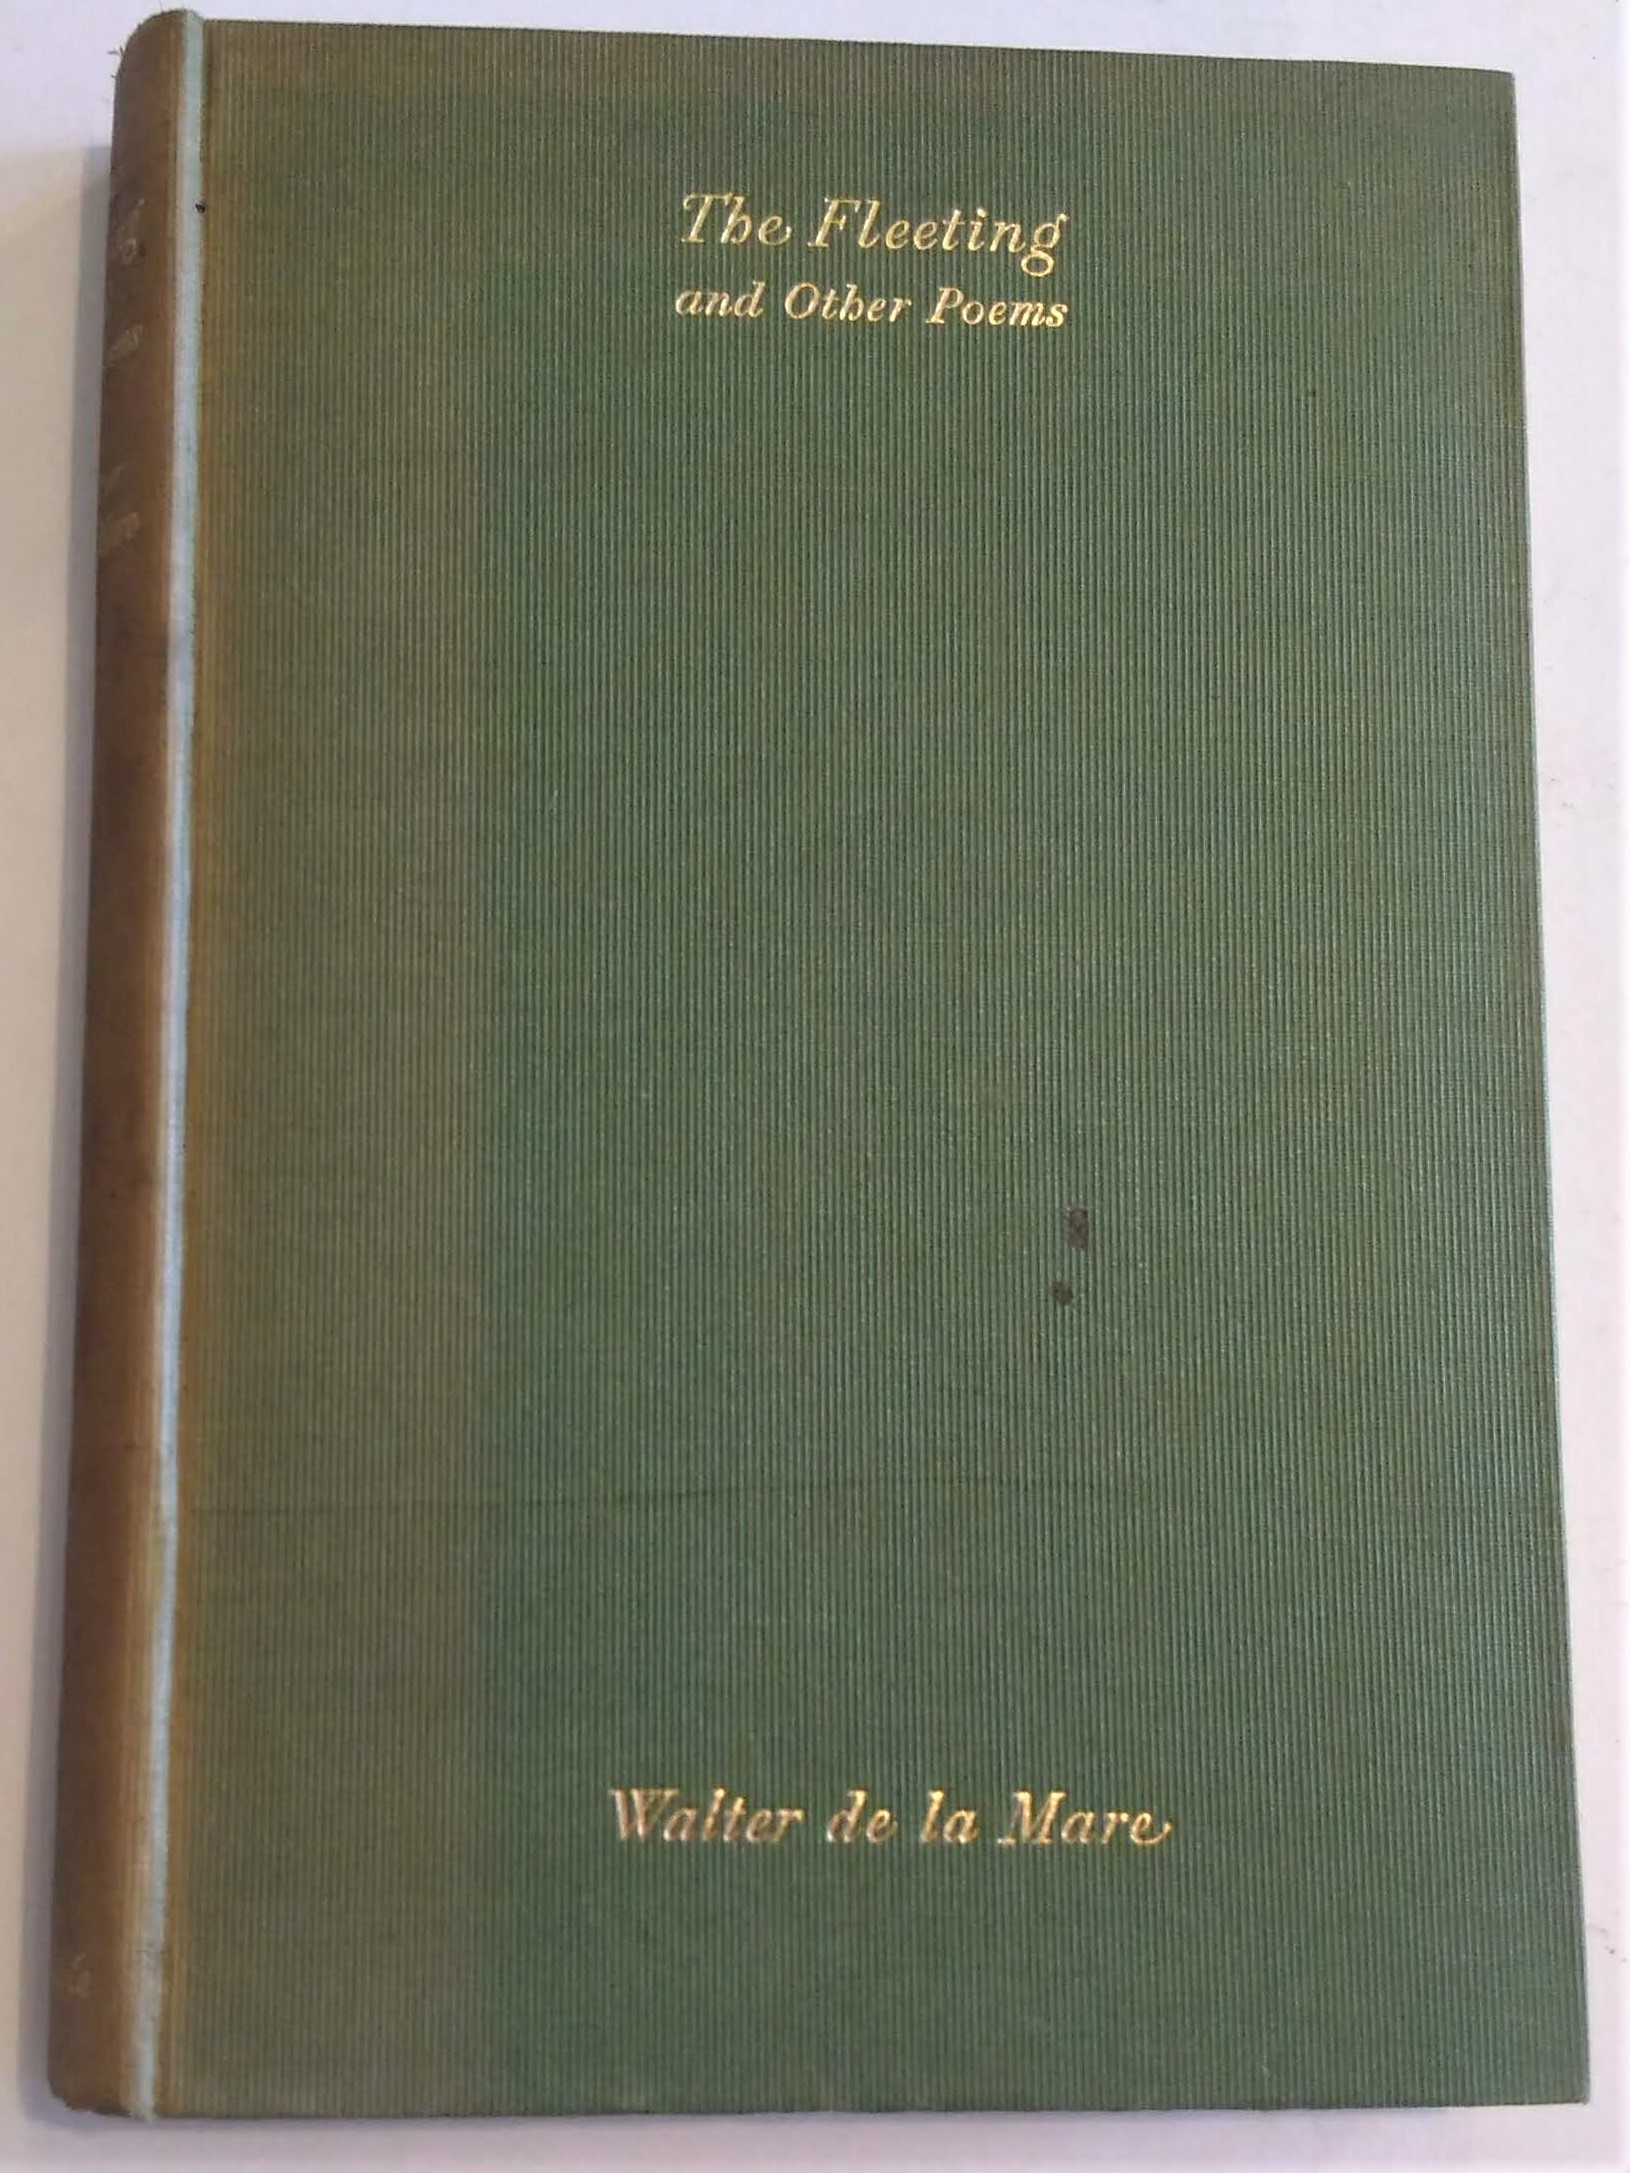 The Fleeting
and Other Poems
Walter de la Mare